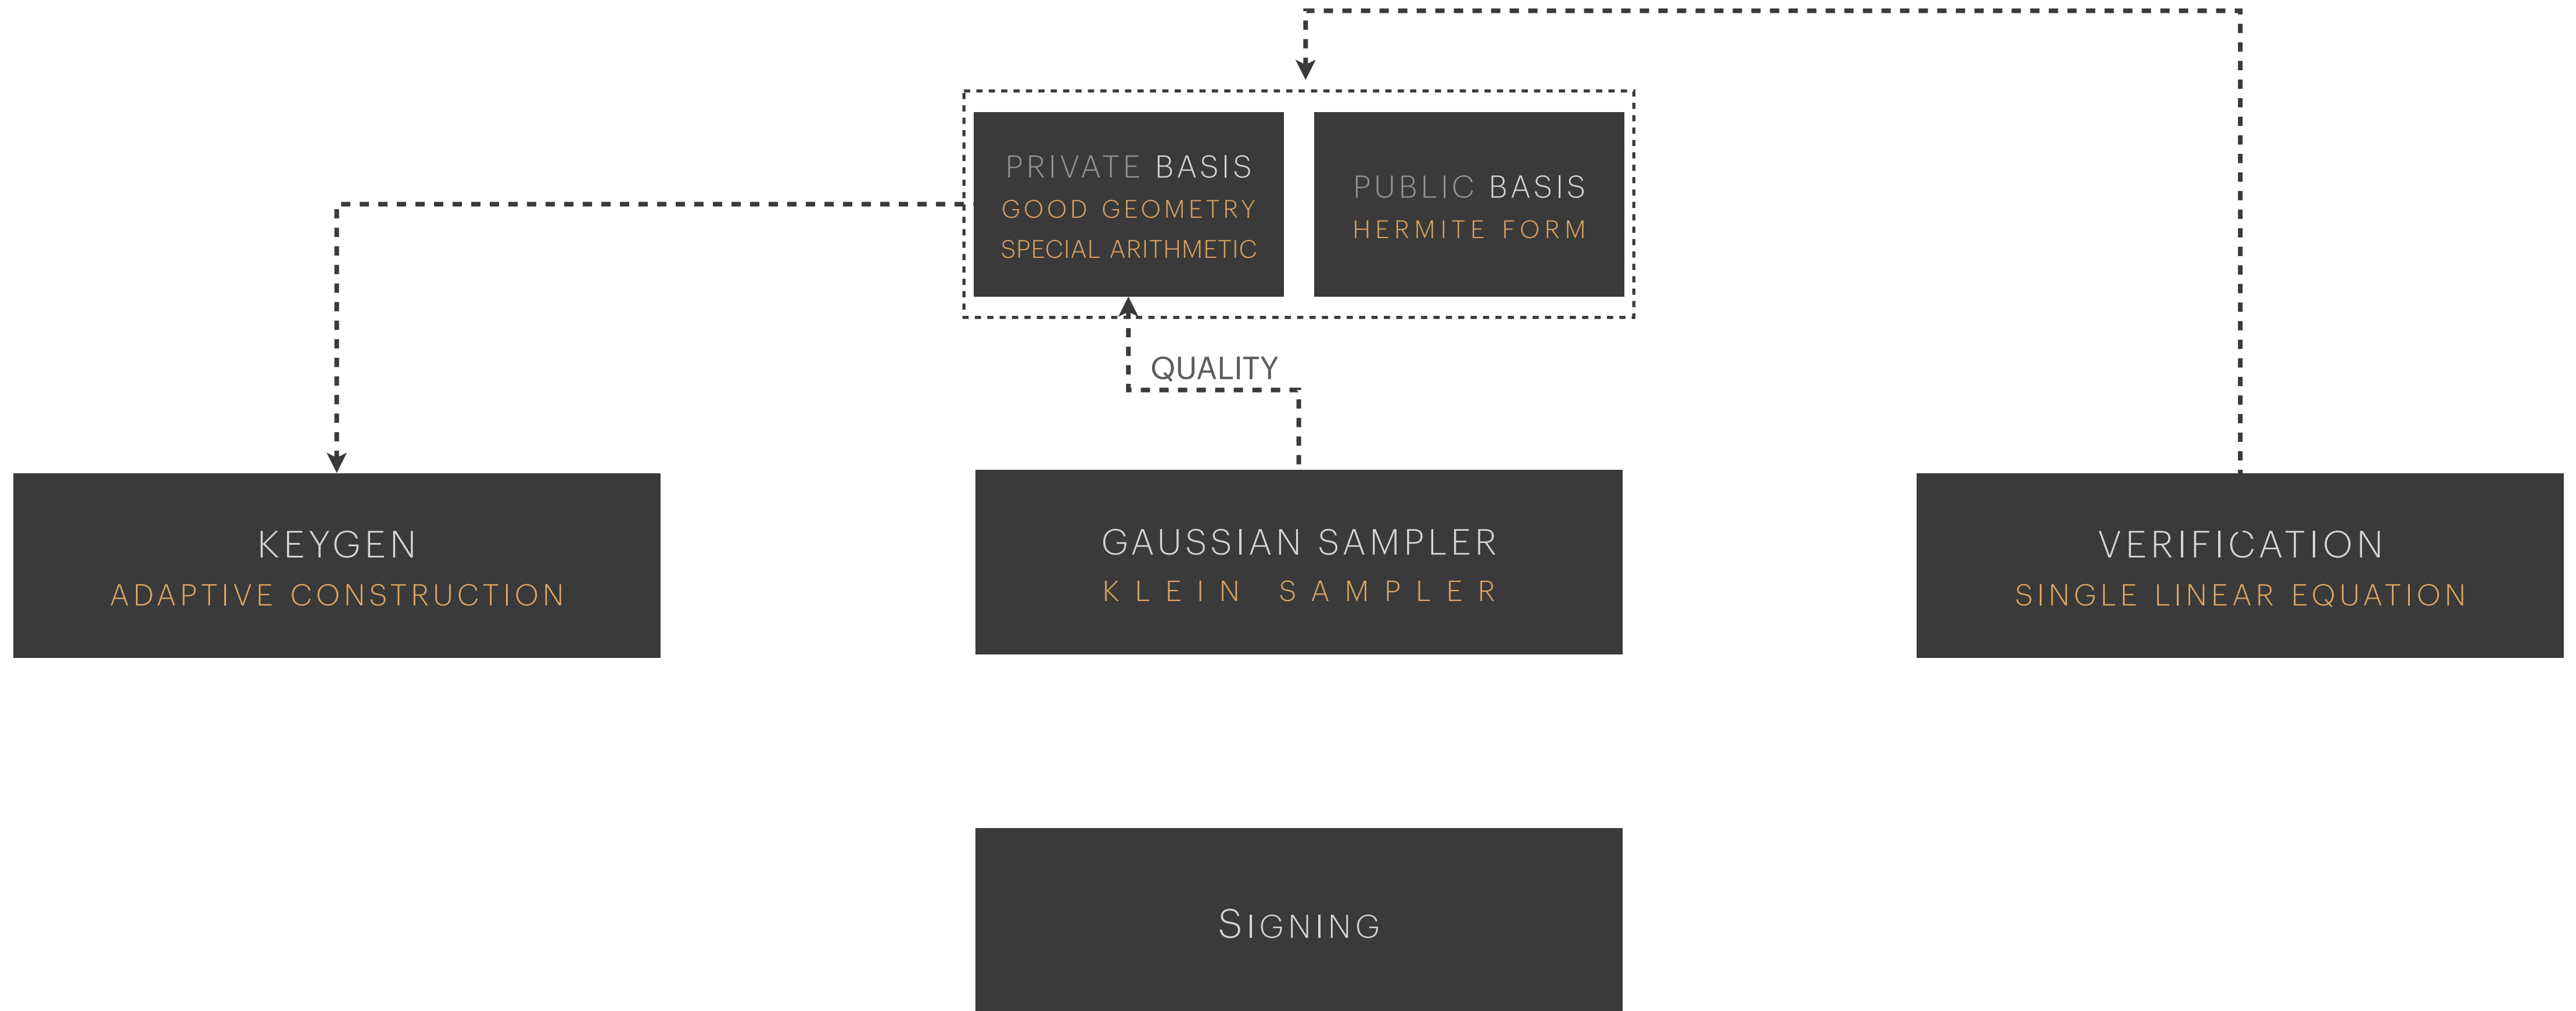 PRIVATE BASIS
GOOD GEOMETRY
SPECIAL ARITHMETIC
PUBLIC BASIS
HERMITE FORM
QUALITY
KEYGEN
ADAPTIVE CONSTRUCTION
GAUSSIAN SAMPLER
KLEIN SAMPLER
VERIFICATION
SINGLE LINEAR EQUATION
SIGNING